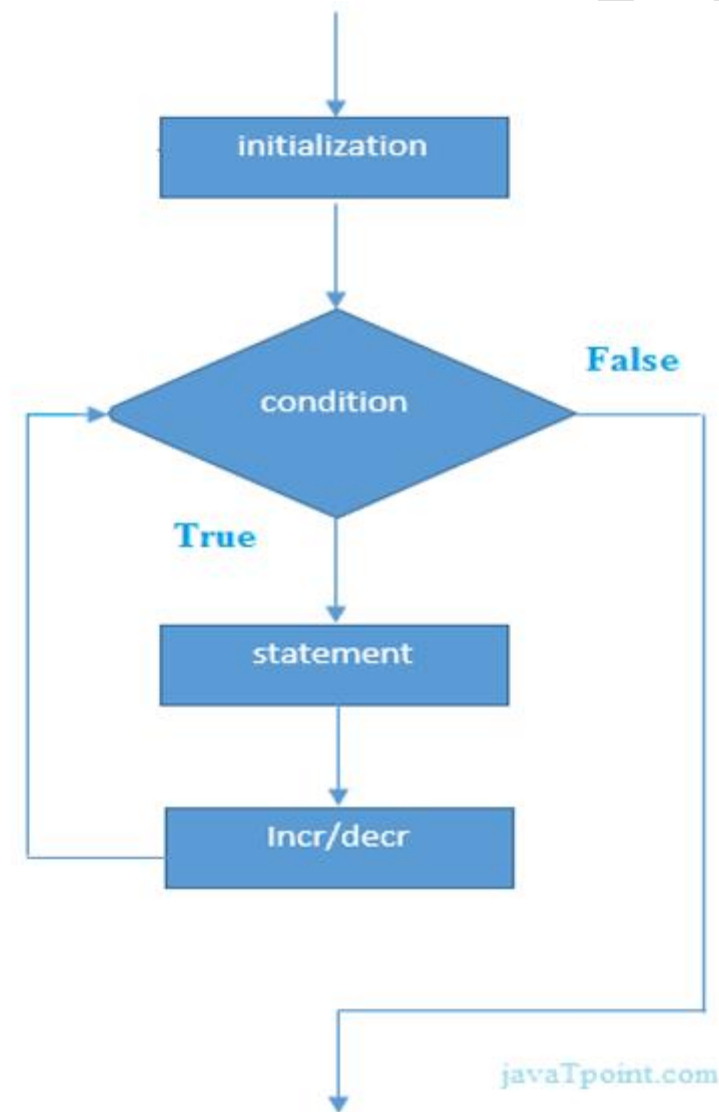 initialization
False
condition
True
statement
Incr/decr
javaTpoint.com